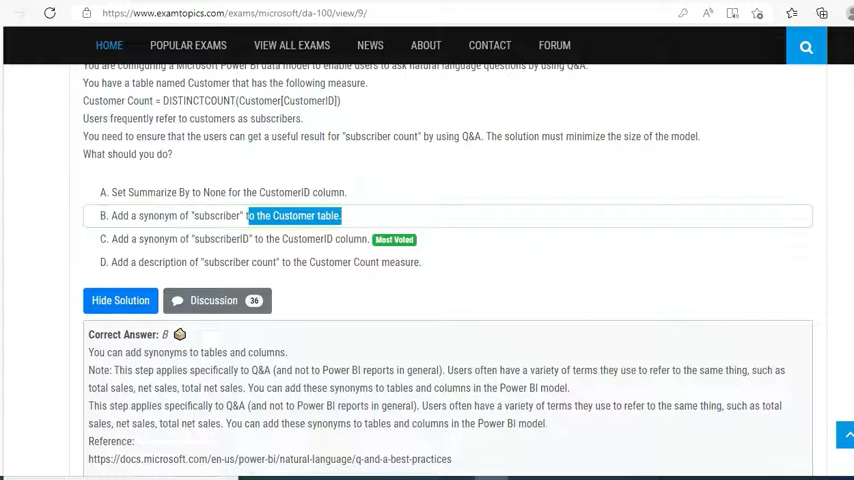 https://www.examtopics.com/exams/microsoft/da-100/view/9/
HOME POPULAR EXAMS VIEW ALL EXAMS NEWS ABOUT CONTACT FORUM
You are configuring a Microsoft Power BI data model to enable users to ask natural language questions by using Q&A.
You have a table named Customer that has the following measure.
Customer Count = DISTINCTCOUNT(Customer[CustomerID])
Users frequently refer to customers as subscribers.
You need to ensure that the users can get a useful result for "subscriber count" by using Q&A. The solution must minimize the size of the model.
What should you do?
A. Set Summarize By to None for the CustomerID column.
B. Add a synonym of "subscriber" to the Customer table.
C. Add a synonym of "subscriberID" to the CustomerID column. Most Voted
D. Add a description of "subscriber count" to the Customer Count measure.
Hide Solution Discussion 36
Correct Answer: B
You can add synonyms to tables and columns.
Note: This step applies specifically to Q&A (and not to Power BI reports in general). Users often have a variety of terms they use to refer to the same thing, such as
total sales, net sales, total net sales. You can add these synonyms to tables and columns in the Power BI model.
This step applies specifically to Q&A (and not to Power BI reports in general). Users often have a variety of terms they use to refer to the same thing, such as total
sales, net sales, total net sales. You can add these synonyms to tables and columns in the Power BI model.
Reference:
https://docs.microsoft.com/en-us/power-bi/natural-language/q-and-a-best-practices